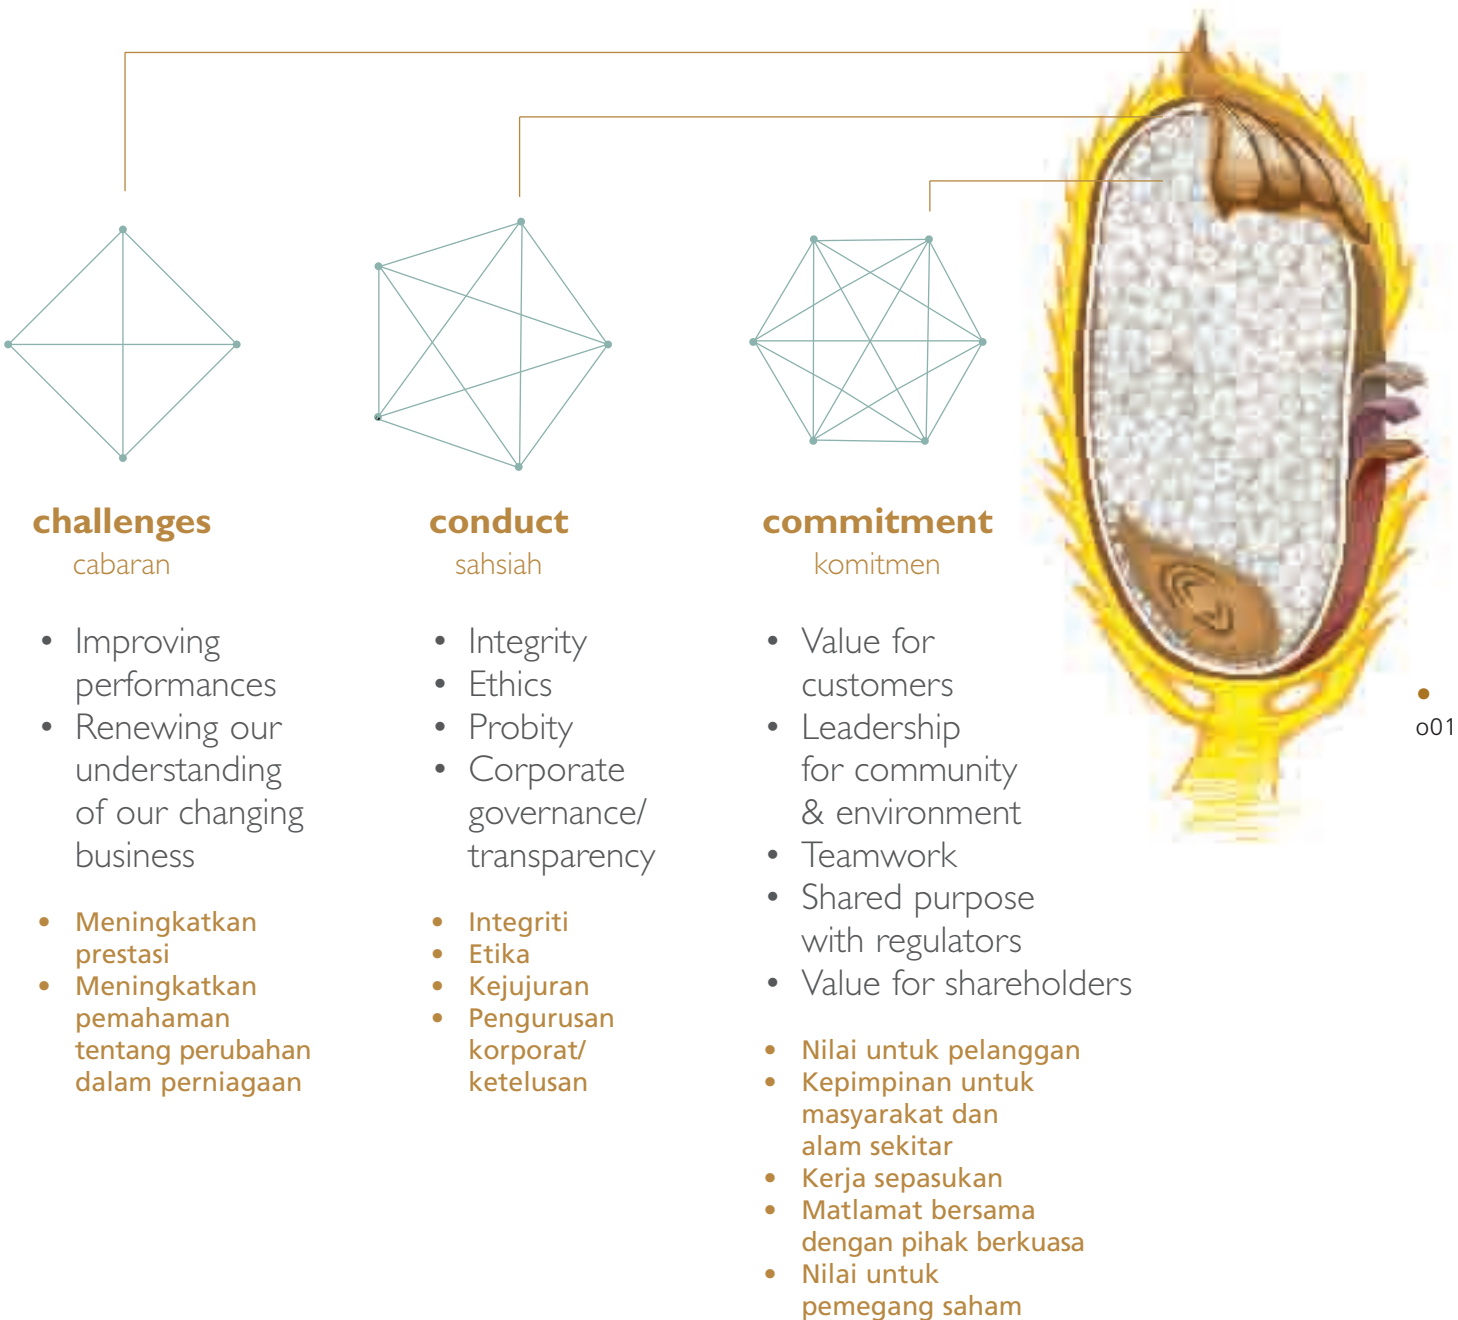 challenges
cabaran
• Improving
performances
• Renewing our
understanding
of our changing
business
• Meningkatkan
prestasi
• Meningkatkan
pemahaman
tentang perubahan
dalam perniagaan
conduct
sahsiah
• Integrity
• Ethics
• Probity
• Corporate
governance/
transparency
• Integriti
• Etika
• Kejujuran
• Pengurusan
korporat/
ketelusan
commitment
komitmen
• Value for
customers
• Leadership
for community
& environment
• Teamwork
• Shared purpose
with regulators
• Value for shareholders
• Nilai untuk pelanggan
• Kepimpinan untuk
masyarakat dan
alam sekitar
• Kerja sepasukan
• Matlamat bersama
dengan pihak berkuasa
• Nilai untuk
pemegang saham
o01